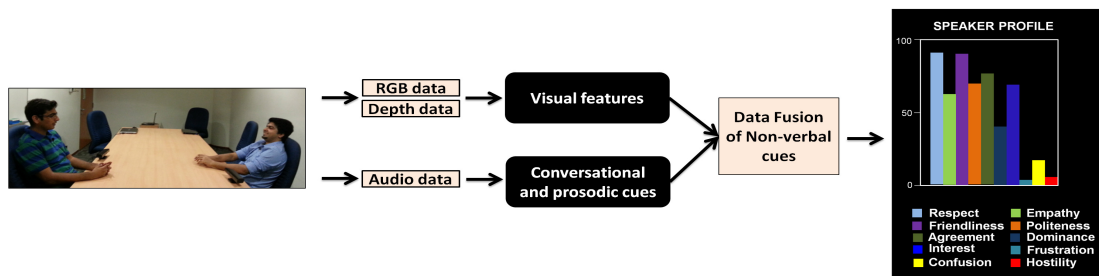 RGB data
Depth data
Audio data
Visual features
Conversational
and prosodic cues
Data Fusion
of Non-verbal
cues
SPEAKER PROFILE
100
50
0
Respect
Empathy
Friendliness
Politeness
Agreement
Dominance
Interest
Frustration
Confusion
Hostility